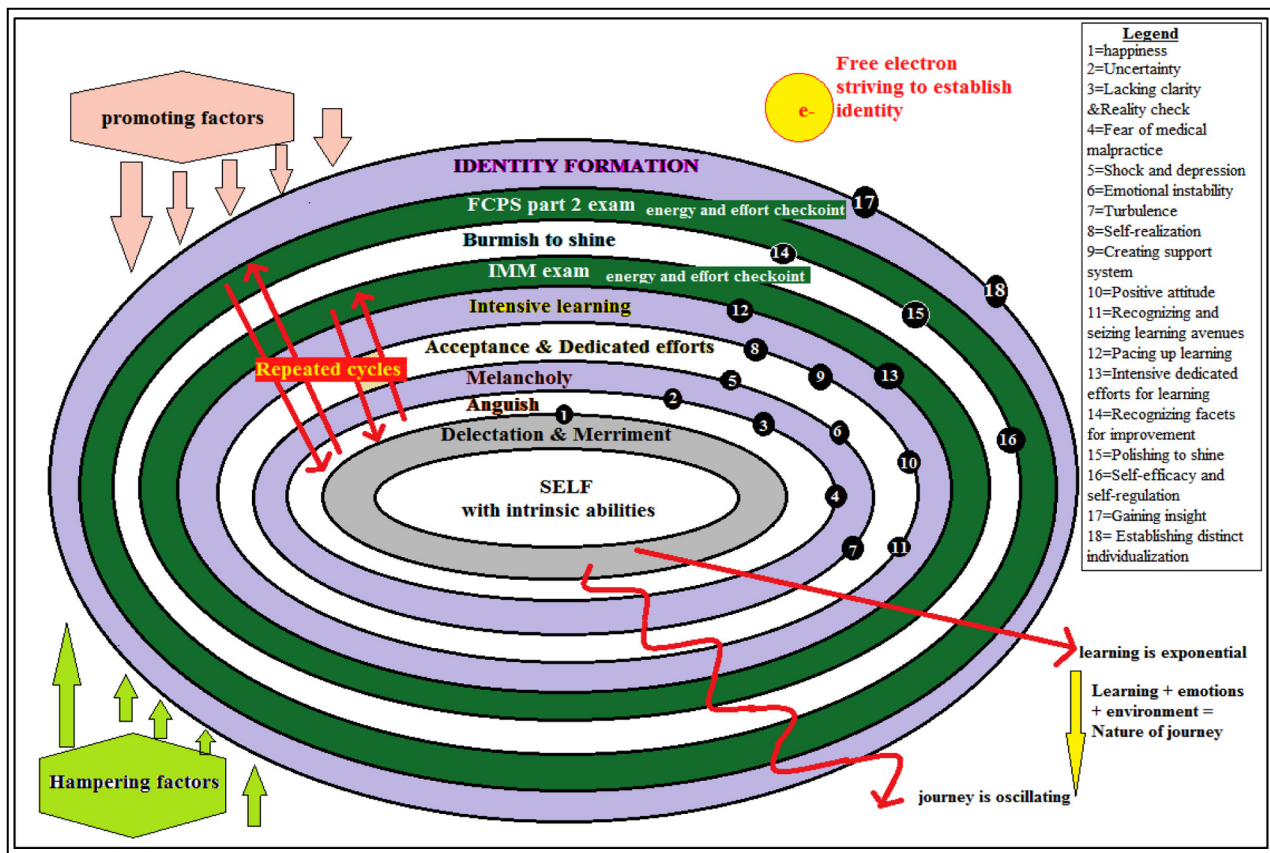 promoting factors
Free electron
striving to establish
identity
e-
IDENTITY FORMATION
17
FCPS part 2 exam
energy and effort checkoint
Burmish to shine
14
IMM exam
energy and effort checkpoint
18
15
Intensive learning
12
Acceptance & Dedicated efforts
8
Repeated cycles
Melancholy
5
9
13
Anguish
2
1
3
6
16
Delectation & Merriment
10
SELF
with intrinsic abilities
4
7
11
Legend
1=happiness
2=Uncertainty
3=Lacking clarity
&Reality check
4=Fear of medical
malpractice
5=Shock and depression
6=Emotional instability
7=Turbulence
8=Self-realization
9=Creating support
system
10=Positive attitude
11=Recognizing and
seizing learning avenues
12=Pacing up learning
13=Intensive dedicated
efforts for learning
14=Recognizing facets
for improvement
15=Polishing to shine
16=Self-efficacy and
self-regulation
17=Gaining insight
18= Establishing distinct
individualization
learning is exponential
Learning + emotions
+ environment =
Nature of journey
Hampering factors
journey is oscillating